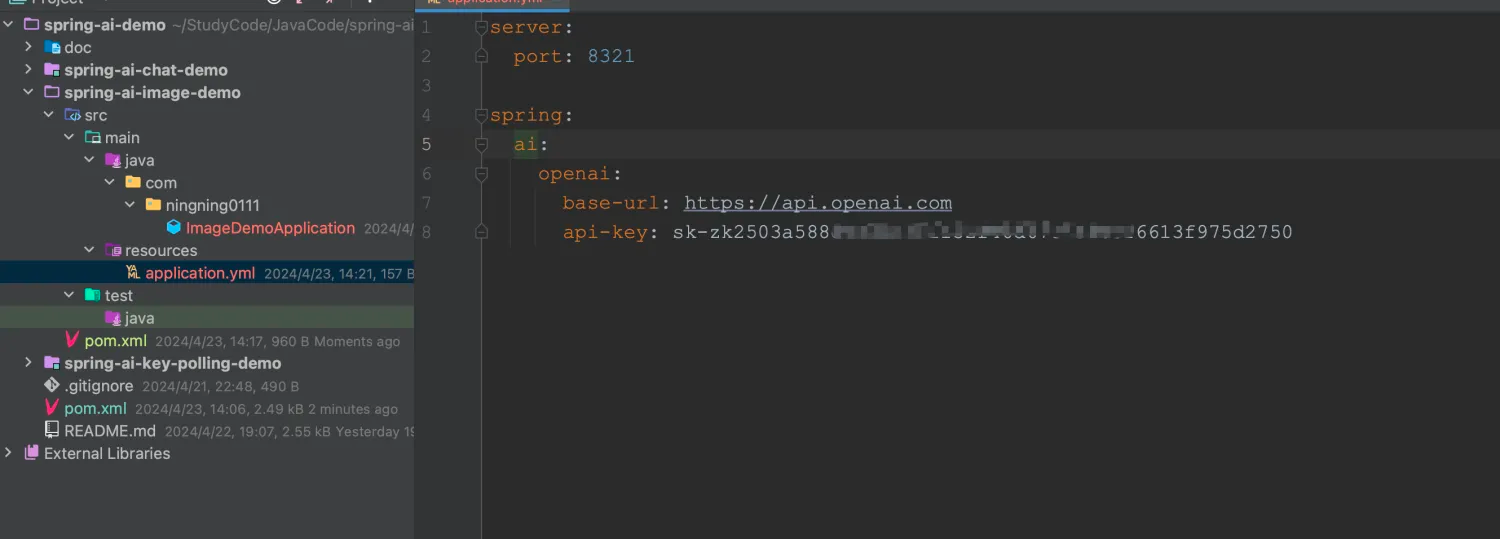 Project
spring-ai-demo ~/StudyCode/JavaCode/spring-ai
doc
spring-ai-chat-demo
spring-ai-image-demo
src
main
java
com
ningning0111
ImageDemoApplication 2024/4/
resources
application.yml 2024/4/23, 14:21, 157 B
test
java
pom.xml 2024/4/23, 14:17, 960 B Moments ago
spring-ai-key-polling-demo
.gitignore 2024/4/21, 22:48, 490 B
pom.xml 2024/4/23, 14:06, 2.49 kB 2 minutes ago
README.md 2024/4/22, 19:07, 2.55 kB Yesterday 19
External Libraries
application.yml
1 server:
2 port: 8321
3
4 spring:
5 ai:
6 openai:
7 base-url: https://api.openai.com
8 api-key: sk-zk2503a588 6613f975d2750